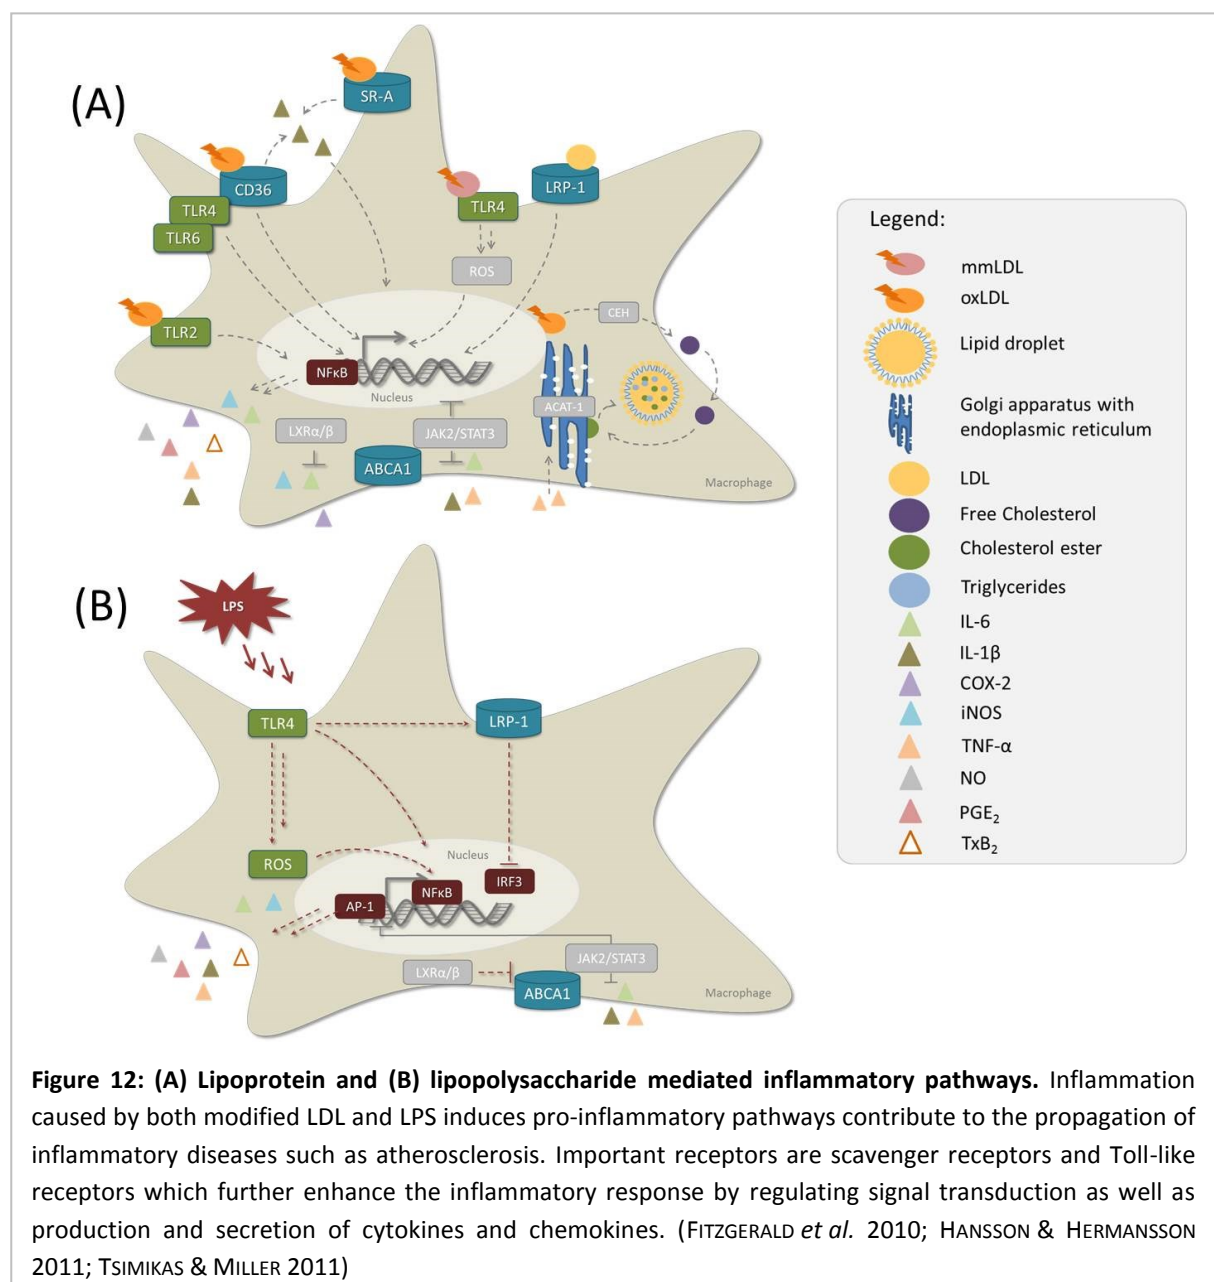 (A)
SR-A
CD36
TLR4
TLR6
TLR4
LRP-1
ROS
TLR2
CEH
NFκB
Nucleus
ACAT-1
LXRα/β
JAK2/STAT3
ABCA1
Macrophage
Legend:
mmLDL
oxLDL
Lipid droplet
Golgi apparatus with
endoplasmic reticulum
LDL
Free Cholesterol
Cholesterol ester
Triglycerides
IL-6
IL-1β
COX-2
iNOS
TNF-α
NO
PGE₂
TxB₂
(B)
LPS
TLR4
LRP-1
ROS
Nucleus
IRF3
NFκB
AP-1
JAK2/STAT3
LXRα/β
ABCA1
Macrophage
Figure 12: (A) Lipoprotein and (B) lipopolysaccharide mediated inflammatory pathways. Inflammation
caused by both modified LDL and LPS induces pro-inflammatory pathways contribute to the propagation of
inflammatory diseases such as atherosclerosis. Important receptors are scavenger receptors and Toll-like
receptors which further enhance the inflammatory response by regulating signal transduction as well as
production and secretion of cytokines and chemokines. (FITZGERALD et al. 2010; HANSSON & HERMANSSON
2011; TSIMIKAS & MILLER 2011)